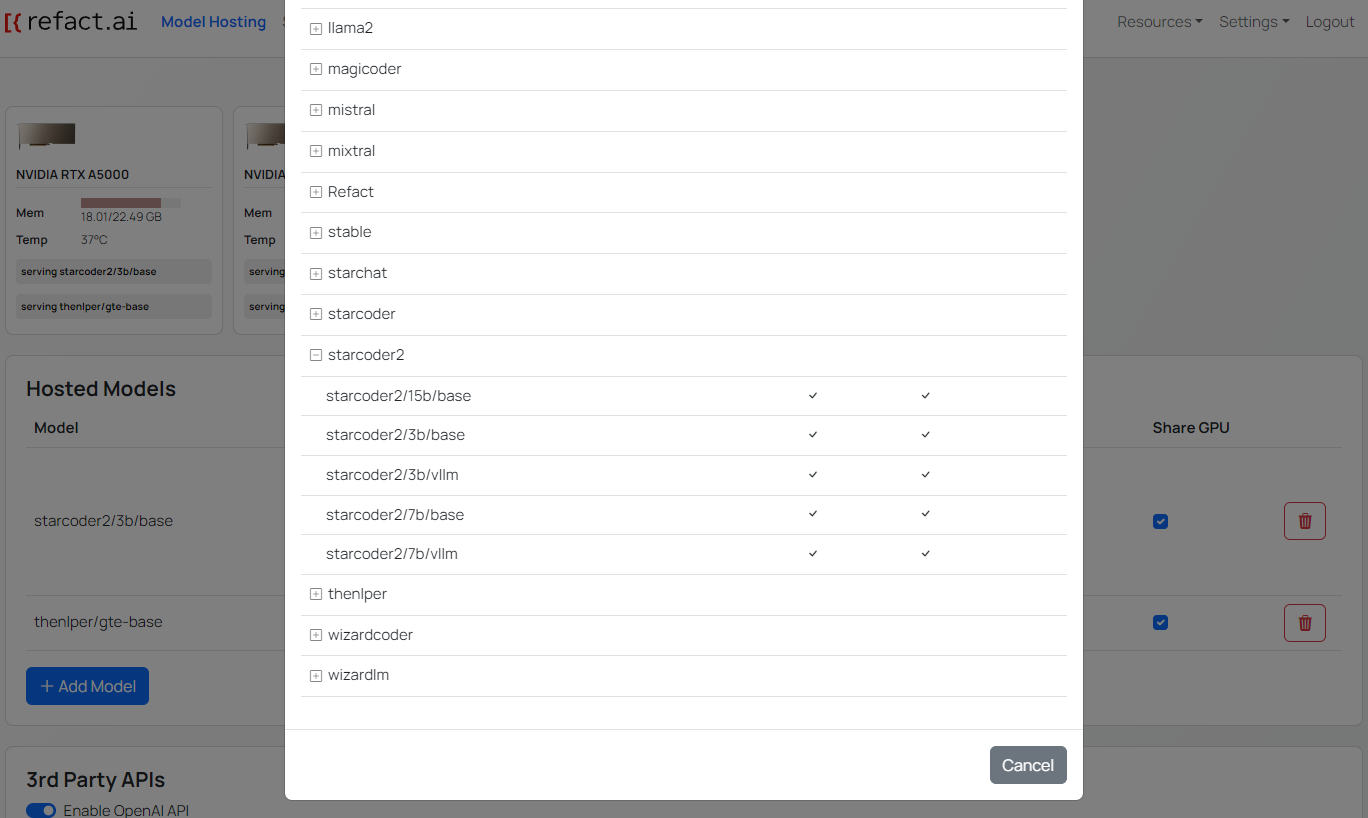 refact.ai
Model Hosting
Resources
Settings
Logout
llama2
magicoder
mistral
mixtral
Refact
stable
starchat
starcoder
starcoder2
starcoder2/15b/base
starcoder2/3b/base
starcoder2/3b/vllm
starcoder2/7b/base
starcoder2/7b/vllm
thenlper
wizardcoder
wizardlm
Cancel
NVIDIA RTX A5000
Mem
18.01/22.49 GB
Temp
37°C
serving starcoder2/3b/base
serving thenlper/gte-base
NVIDIA
Mem
Temp
serving
serving
Hosted Models
Model
Share GPU
starcoder2/3b/base
thenlper/gte-base
+ Add Model
3rd Party APIs
Enable OpenAI API